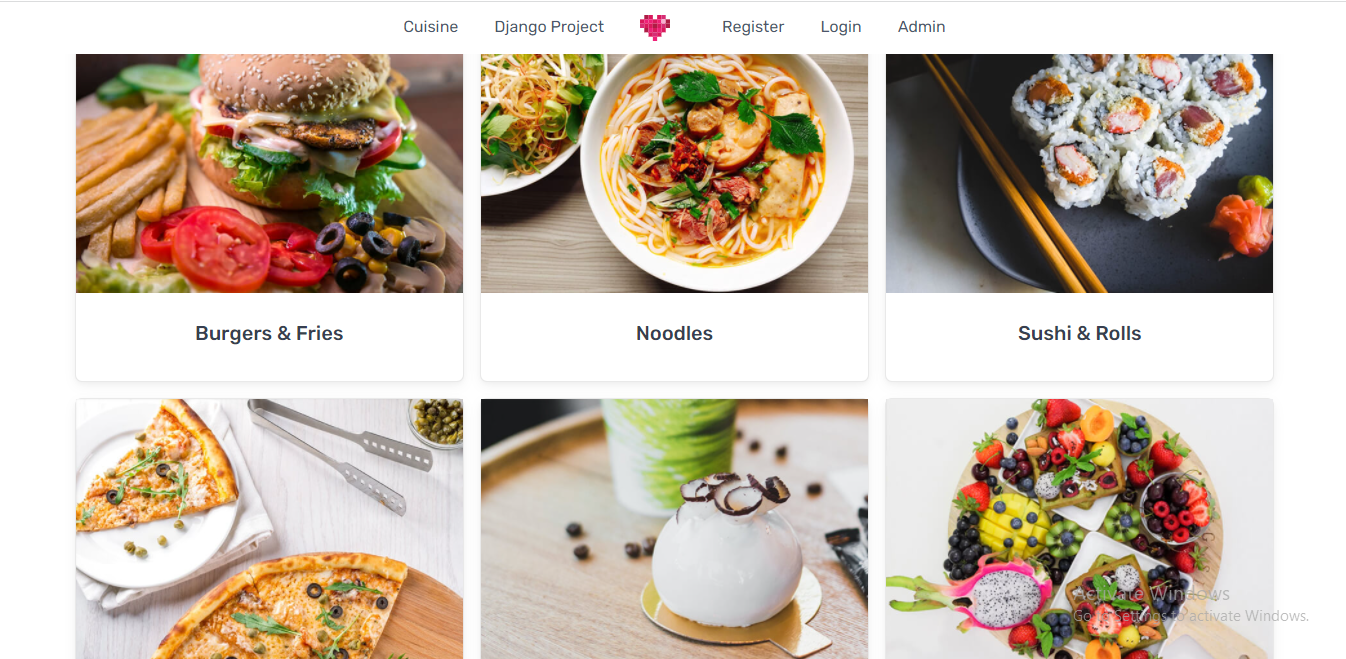 Cuisine Django Project Register Login Admin
Burgers & Fries
Noodles
Sushi & Rolls
Activate Windows
Go to Settings to activate Windows.